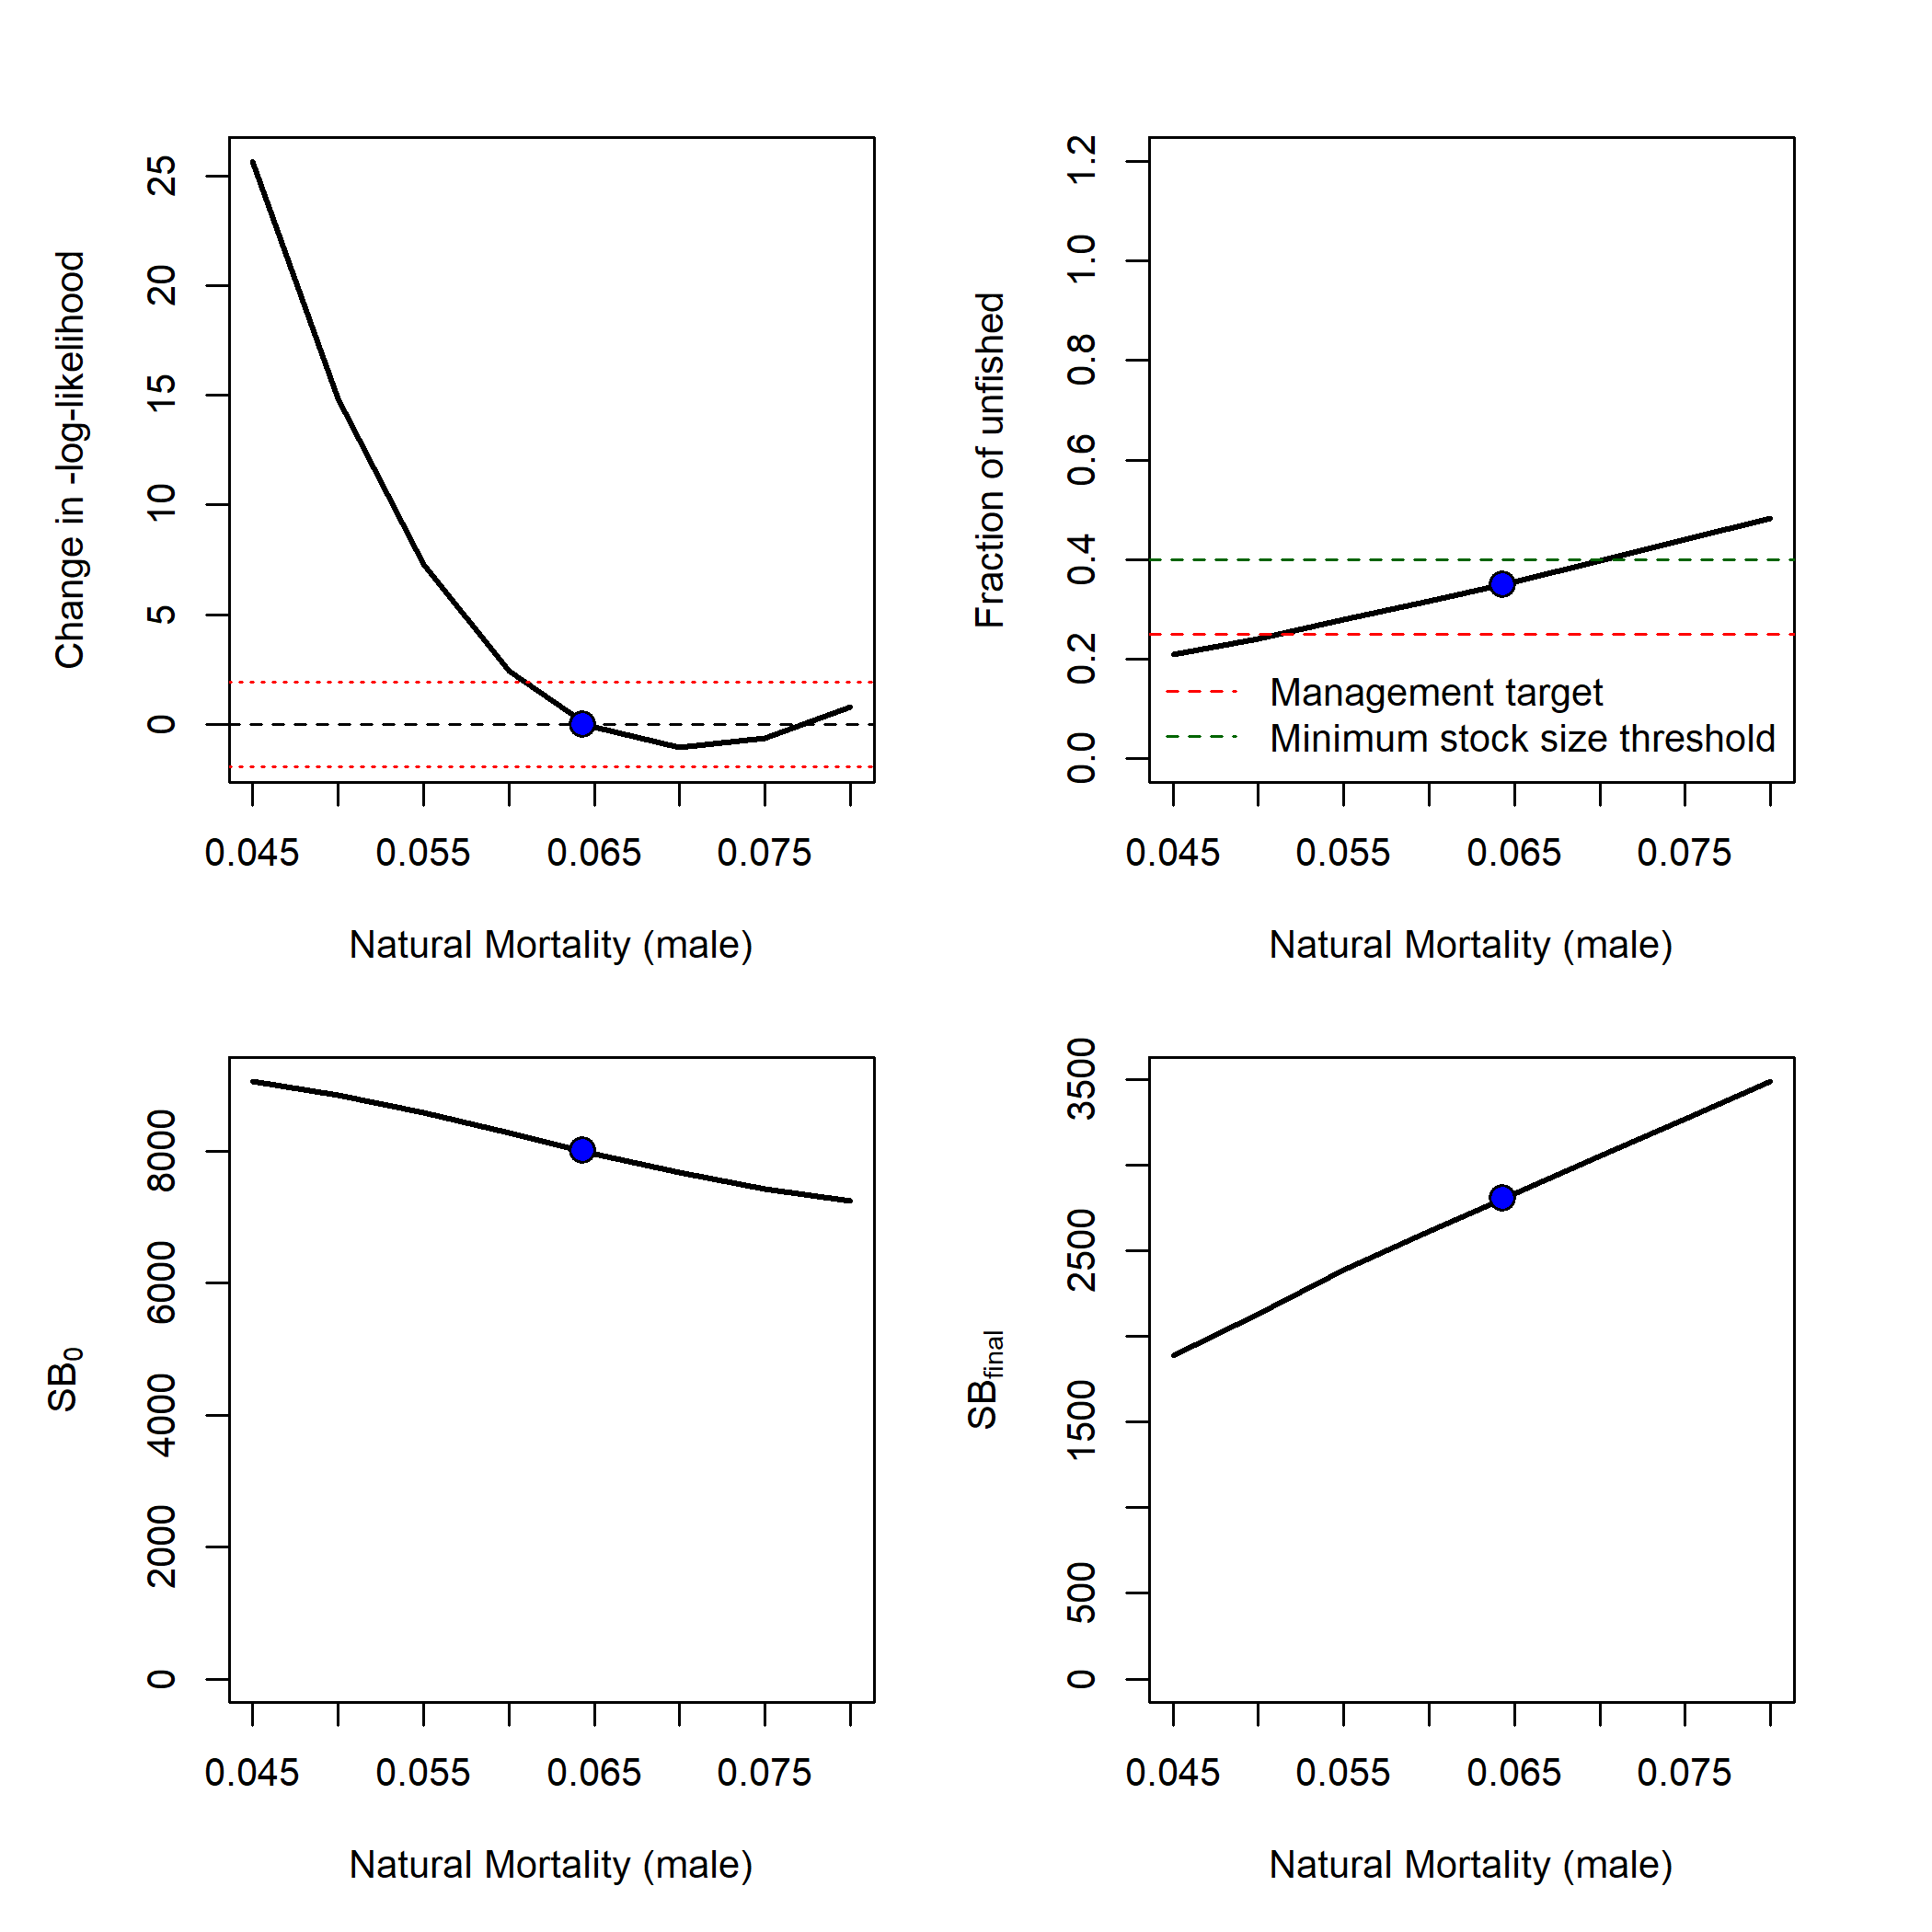 Change in -log-likelihood
25
20
15
10
5
0
0.045 0.055 0.065 0.075
Natural Mortality (male)
Fraction of unfished
1.2
1.0
0.8
0.6
0.4
0.2
0.0
Management target
Minimum stock size threshold
0.045 0.055 0.065 0.075
Natural Mortality (male)
SB0
8000
6000
4000
2000
0
0.045 0.055 0.065 0.075
Natural Mortality (male)
SBfinal
3500
2500
1500
500
0
0.045 0.055 0.065 0.075
Natural Mortality (male)